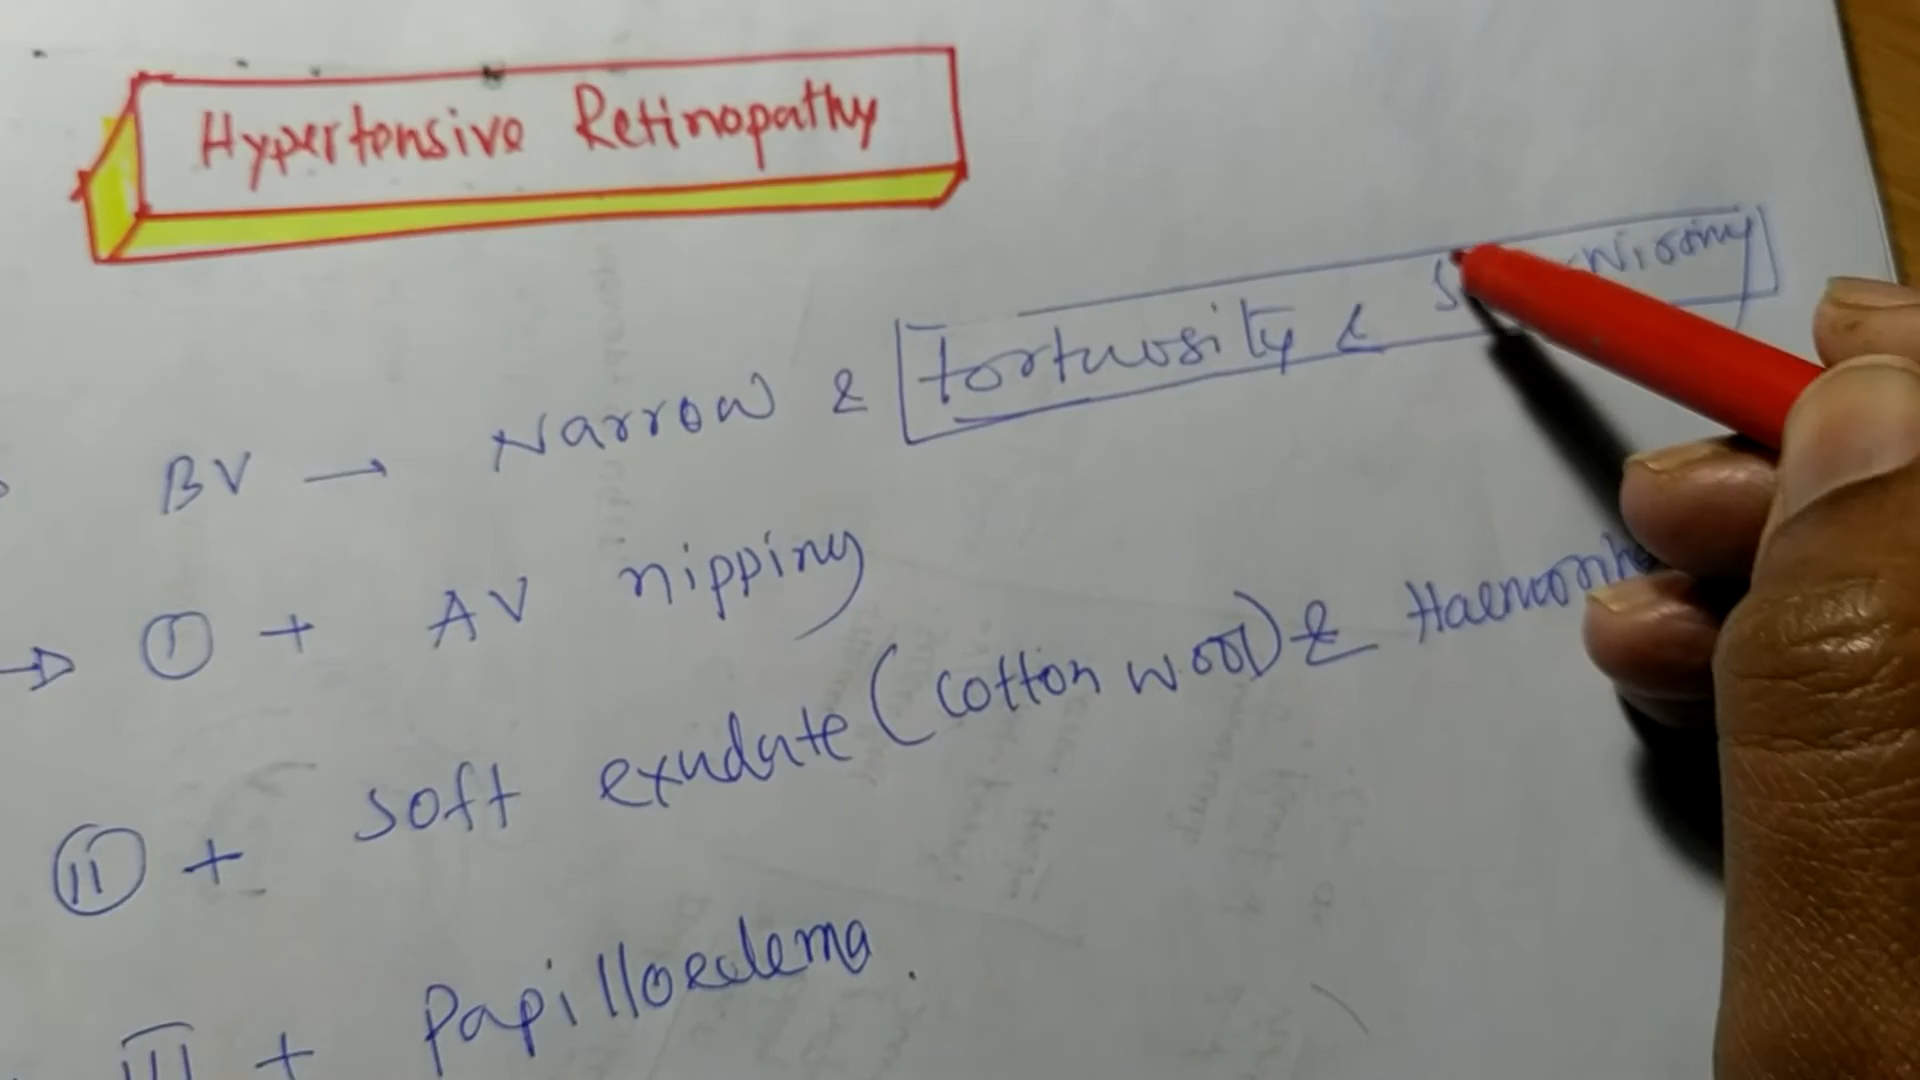 Hypertensive Retinopathy
BV → Narrow & tortuosity &
→ I + AV nipping
II + soft exudate (cotton wool) &
III + Papilloedema.